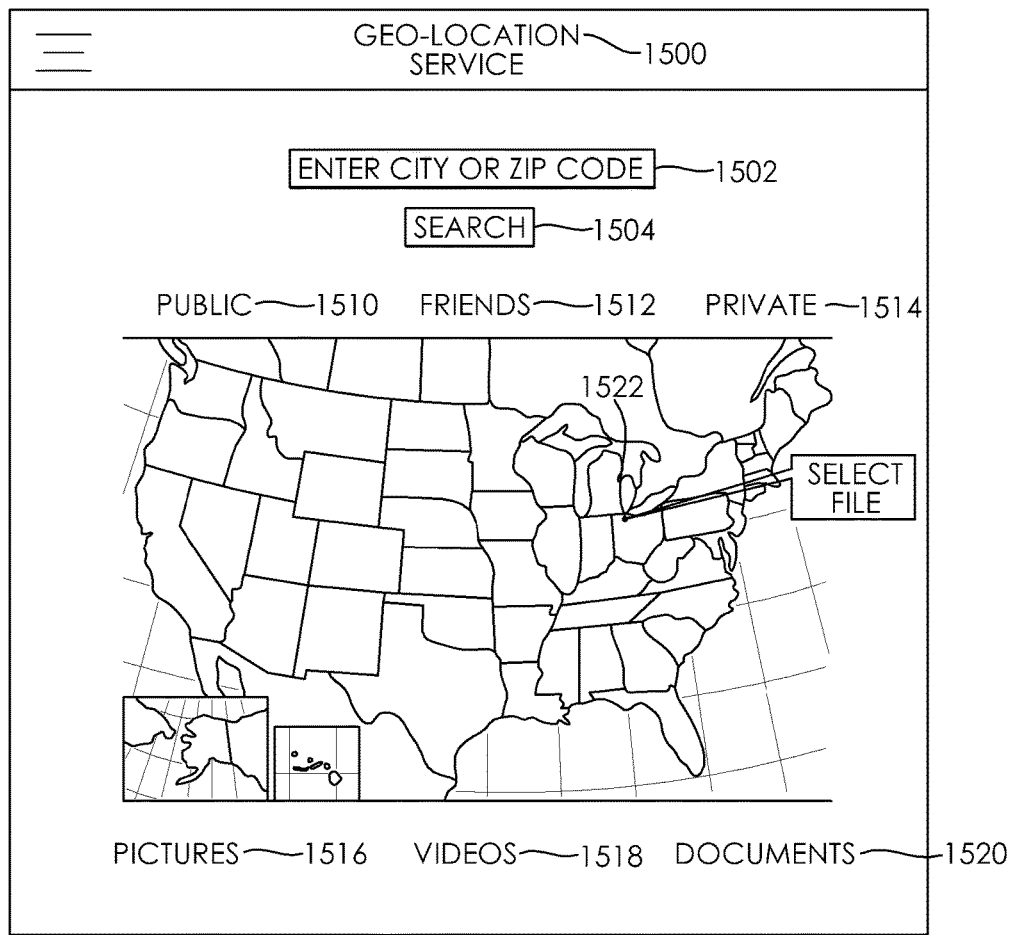 GEO-LOCATION 1500
SERVICE
ENTER CITY OR ZIP CODE 1502
SEARCH 1504
PUBLIC 1510 FRIENDS 1512 PRIVATE 1514
1522
SELECT
FILE
PICTURES 1516 VIDEOS 1518 DOCUMENTS 1520